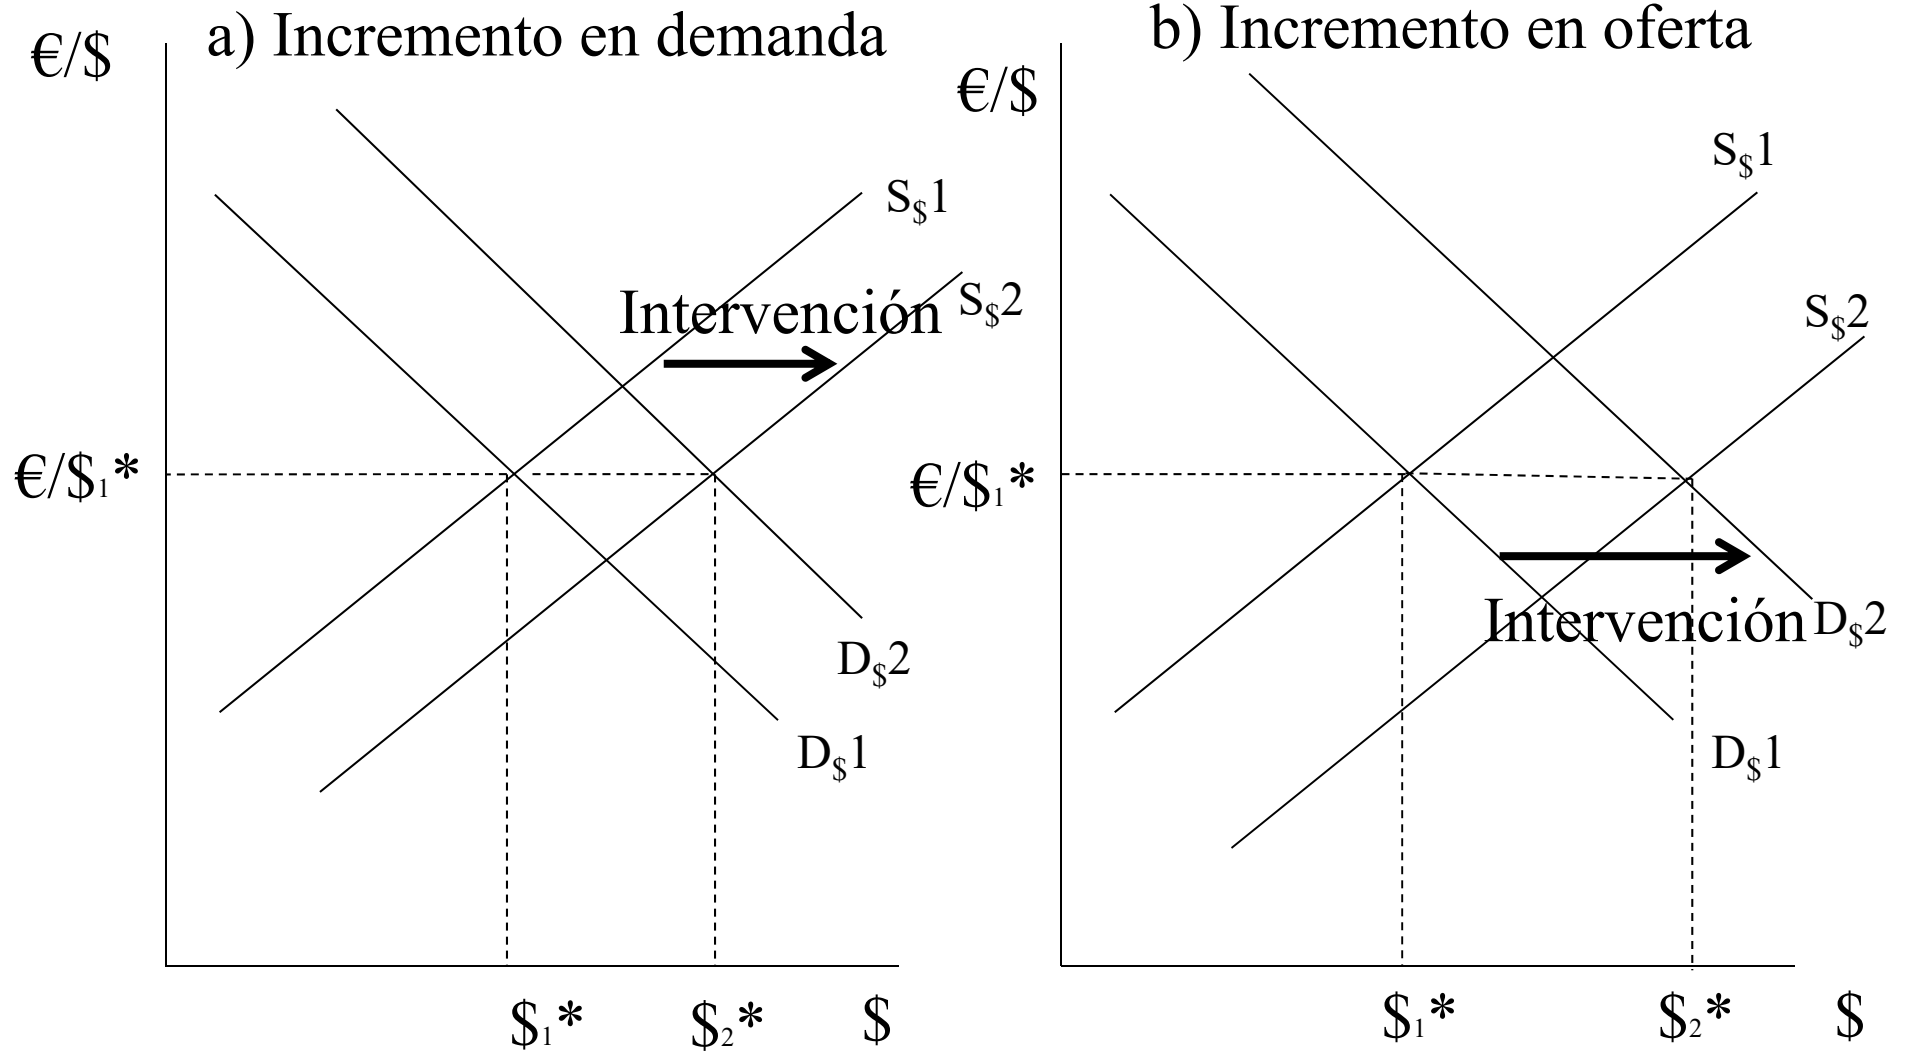 a) Incremento en demanda
€/$
S$1
Intervención
S$2
€/$1*
D$2
D$1
$1*
$2*
$
b) Incremento en oferta
€/$
S$1
S$2
€/$1*
Intervención
D$2
D$1
$1*
$2*
$